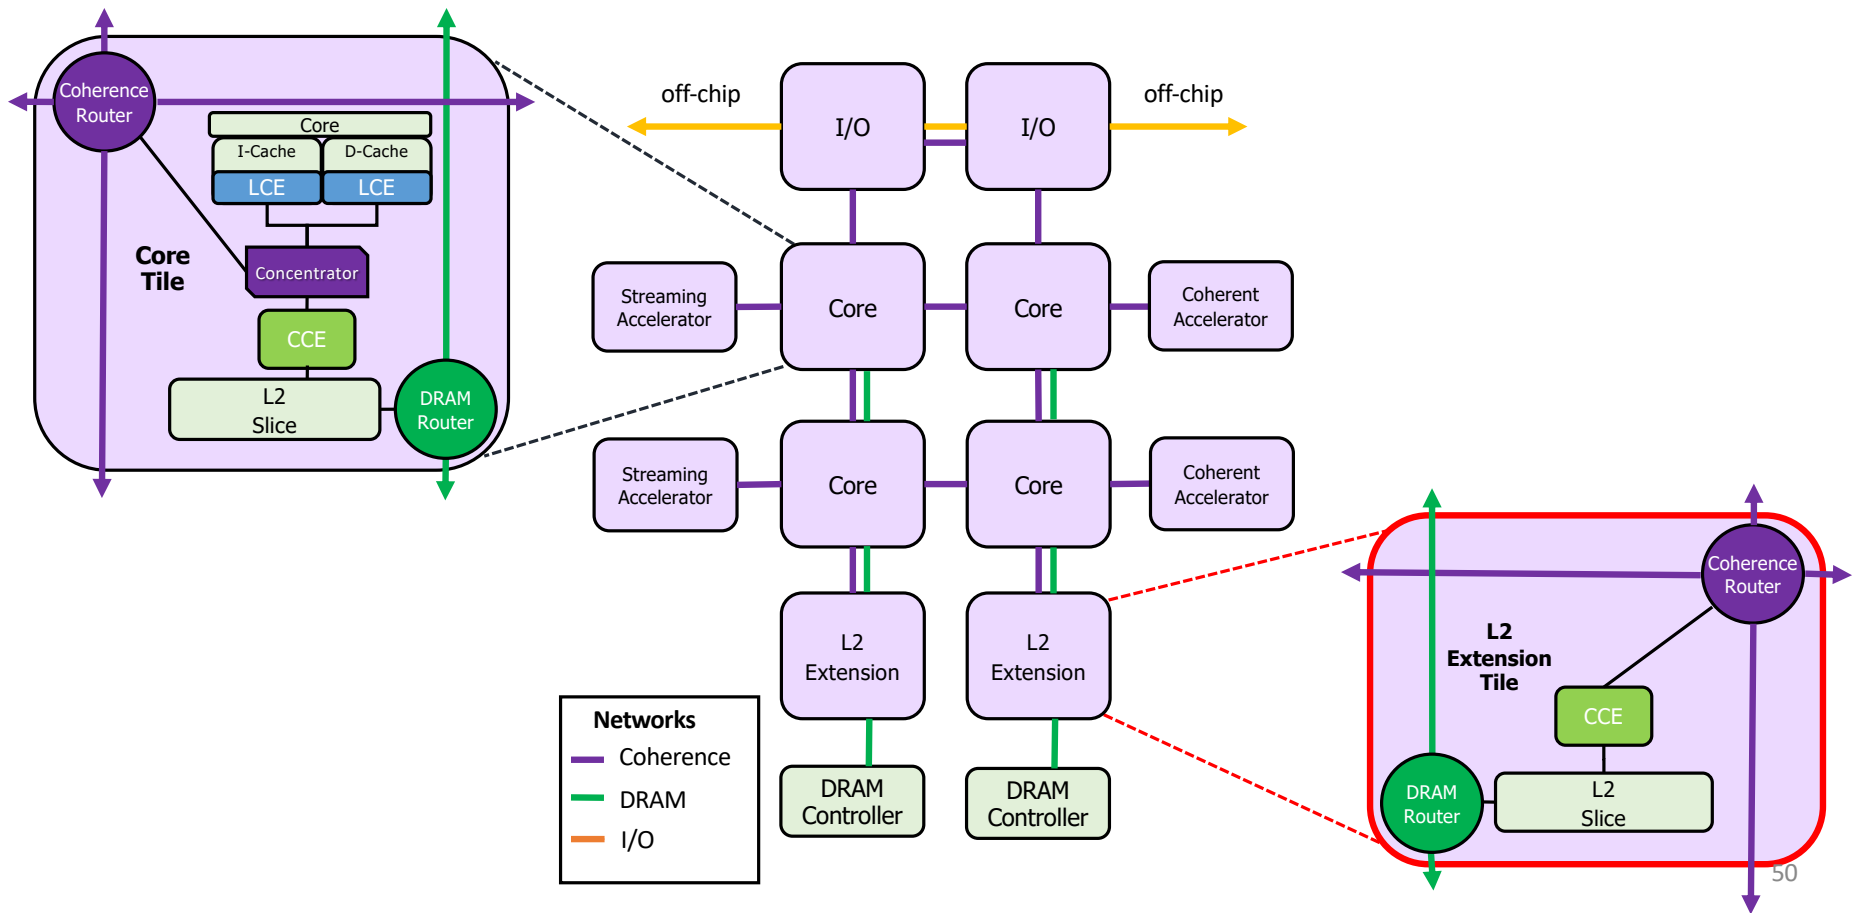 Coherence
Router
Core
I-Cache
D-Cache
LCE
LCE
Core
Tile
Concentrator
CCE
L2
Slice
DRAM
Router
off-chip
I/O
I/O
off-chip
Streaming
Accelerator
Core
Core
Coherent
Accelerator
Streaming
Accelerator
Core
Core
Coherent
Accelerator
L2
Extension
L2
Extension
DRAM
Controller
DRAM
Controller
Networks
Coherence
DRAM
I/O
Coherence
Router
L2
Extension
Tile
CCE
DRAM
Router
L2
Slice
50